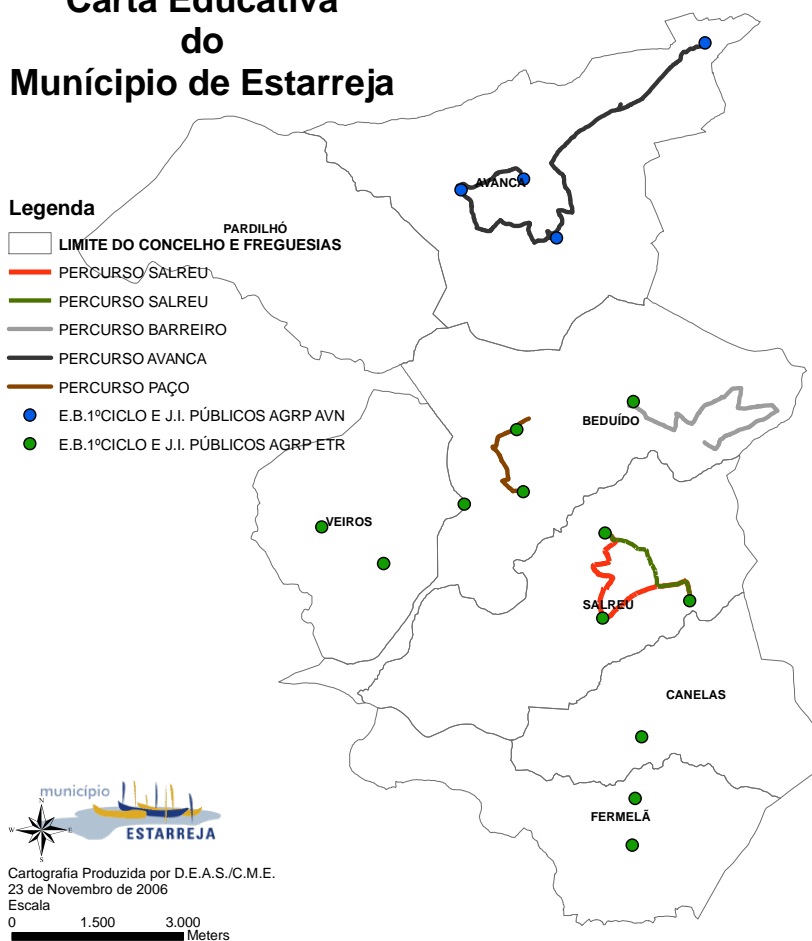 Carta Educativa
do
Munícipio de Estarreja
AVANCA
Legenda
PARDILHÓ
LIMITE DO CONCELHO E FREGUESIAS
PERCURSO SALREU
PERCURSO SALREU
PERCURSO BARREIRO
PERCURSO AVANCA
PERCURSO PAÇO
E.B.1ºCICLO E J.I. PÚBLICOS AGRP AVN
E.B.1ºCICLO E J.I. PÚBLICOS AGRP ETR
BEDUÍDO
VEIROS
SALREU
CANELAS
FERMELÃ
município
ESTARREJA
N
W E
S
Cartografia Produzida por D.E.A.S./C.M.E.
23 de Novembro de 2006
Escala
0 1.500 3.000
Meters